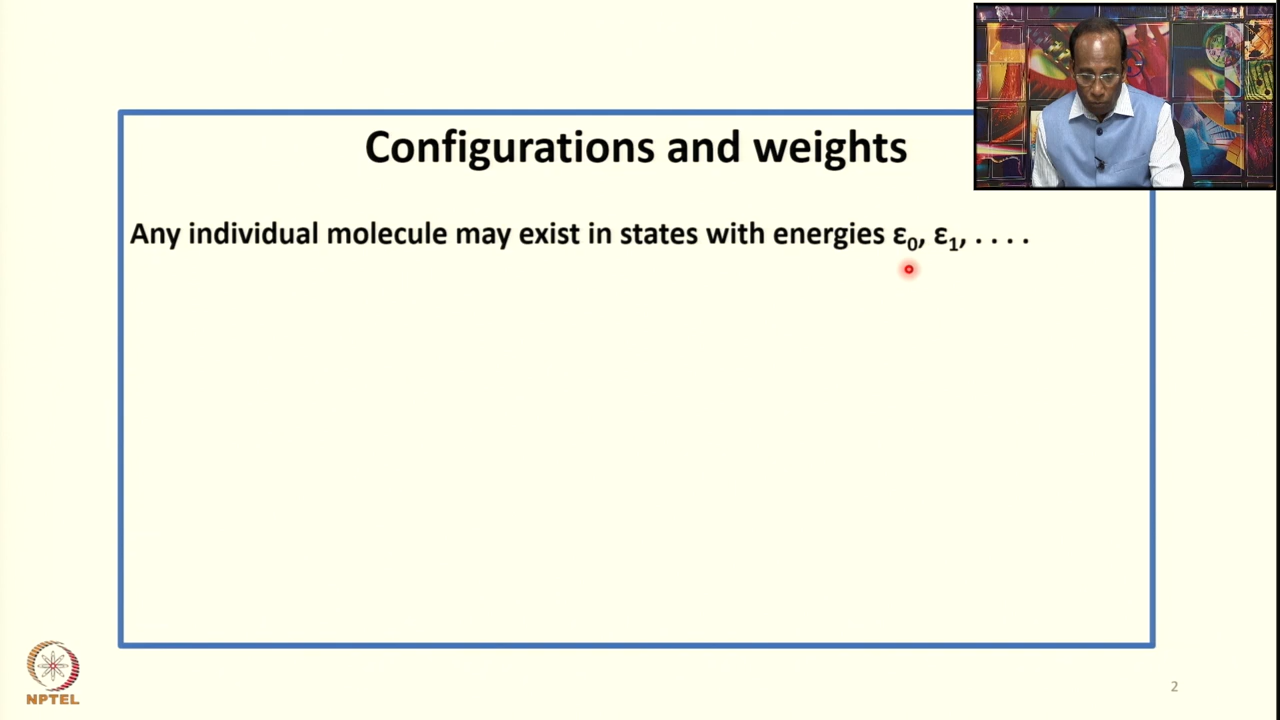 Configurations and weights
Any individual molecule may exist in states with energies ε₀, ε₁, . . . .
NPTEL
2